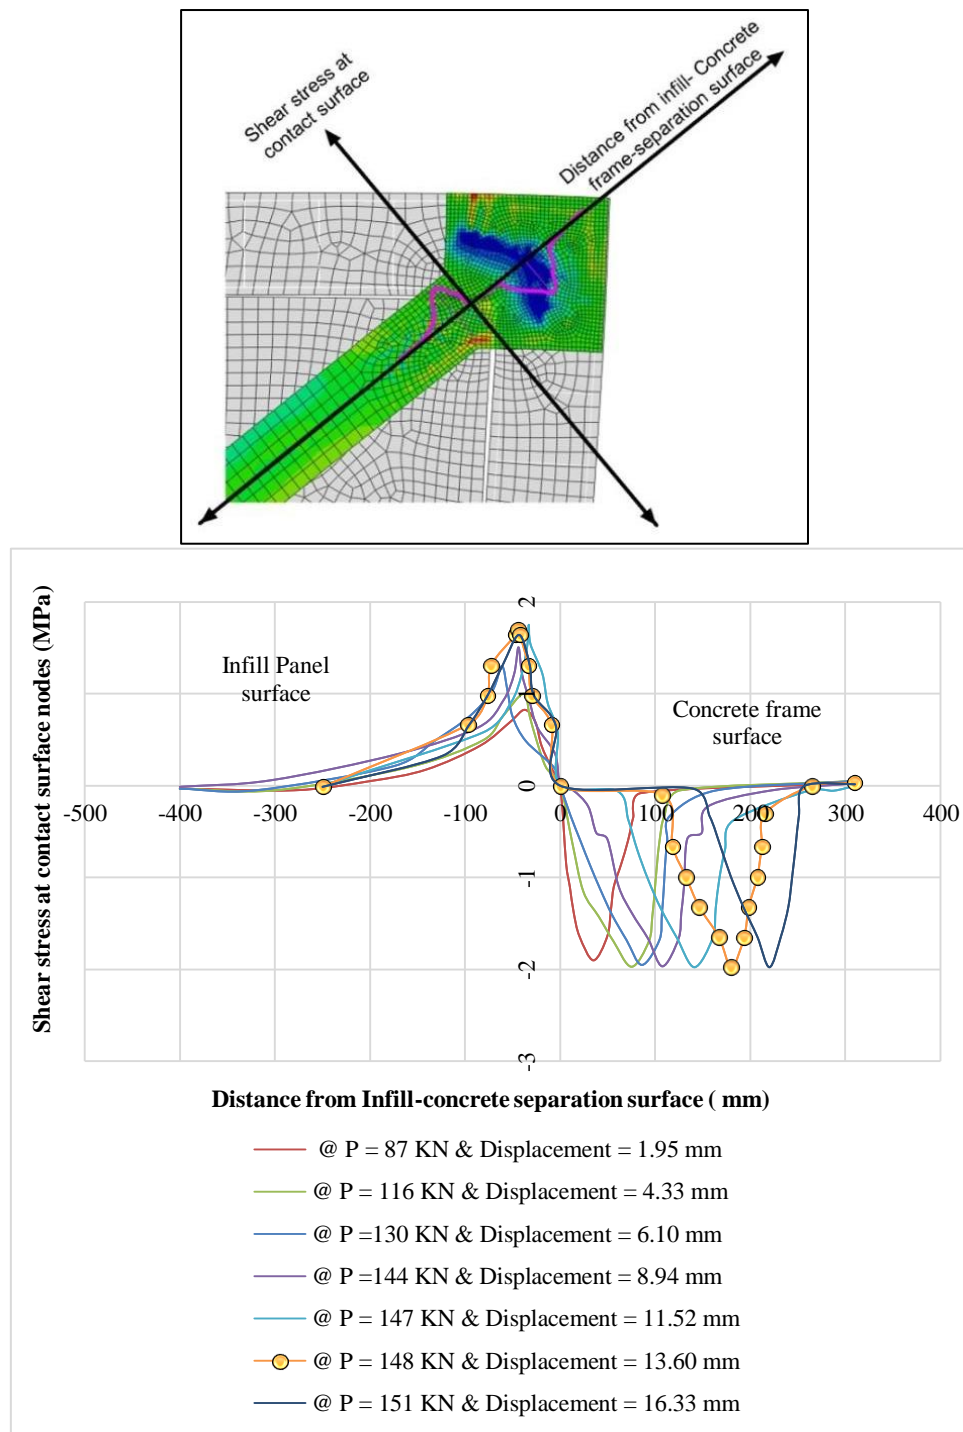 Shear stress at
contact surface
Distance from infill- Concrete
frame-separation surface
Shear stress at contact surface nodes (MPa)
2
1
0
-1
-2
-3
Infill Panel
surface
Concrete frame
surface
-500 -400 -300 -200 -100 0 100 200 300 400
Distance from Infill-concrete separation surface ( mm)
@ P = 87 KN & Displacement = 1.95 mm
@ P = 116 KN & Displacement = 4.33 mm
@ P =130 KN & Displacement = 6.10 mm
@ P =144 KN & Displacement = 8.94 mm
@ P = 147 KN & Displacement = 11.52 mm
@ P = 148 KN & Displacement = 13.60 mm
@ P = 151 KN & Displacement = 16.33 mm